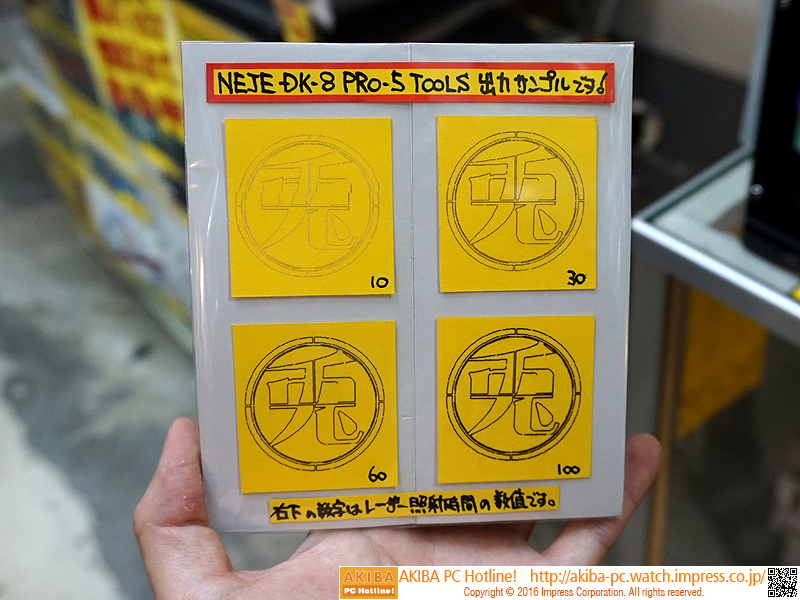 NEJE DK-8 PRO-5 TOOLS 出力サンプルです!
兎
10
兎
30
兎
60
兎
100
右下の数字はレーザー照射時間の数値です。
AKIBA PC Hotline!
AKIBA PC Hotline! http://akiba-pc.watch.impress.co.jp/
Copyright © 2016 Impress Corporation. All rights reserved.